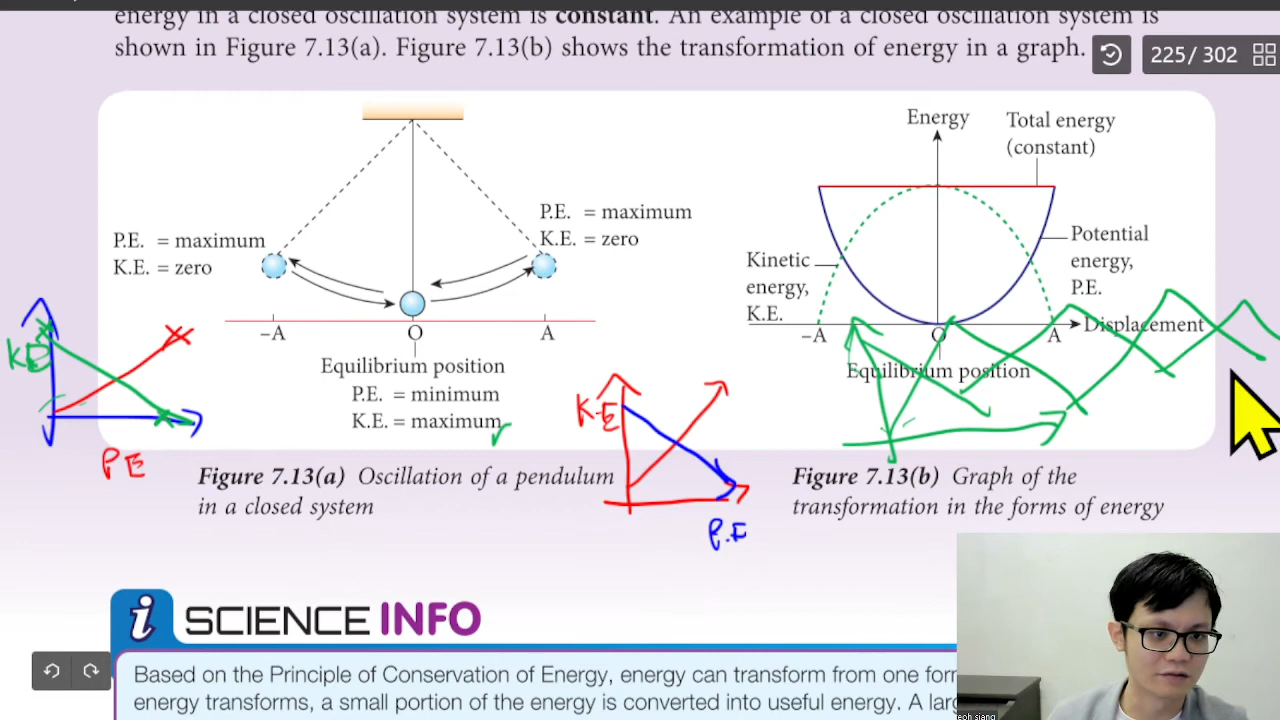 energy in a closed oscillation system is constant. An example of a closed oscillation system is
shown in Figure 7.13(a). Figure 7.13(b) shows the transformation of energy in a graph.
225/ 302
P.E. = maximum
K.E. = zero
P.E. = maximum
K.E. = zero
–A
O
A
Equilibrium position
P.E. = minimum
K.E. = maximum
Energy
Total energy
(constant)
Kinetic
energy,
K.E.
Potential
energy,
P.E.
Displacement
–A
O
A
Equilibrium position
KE
PE
K.E
P.E
Figure 7.13(a) Oscillation of a pendulum
in a closed system
Figure 7.13(b) Graph of the
transformation in the forms of energy
i SCIENCE INFO
Based on the Principle of Conservation of Energy, energy can transform from one
energy transforms, a small portion of the energy is converted into useful energy. A
siang